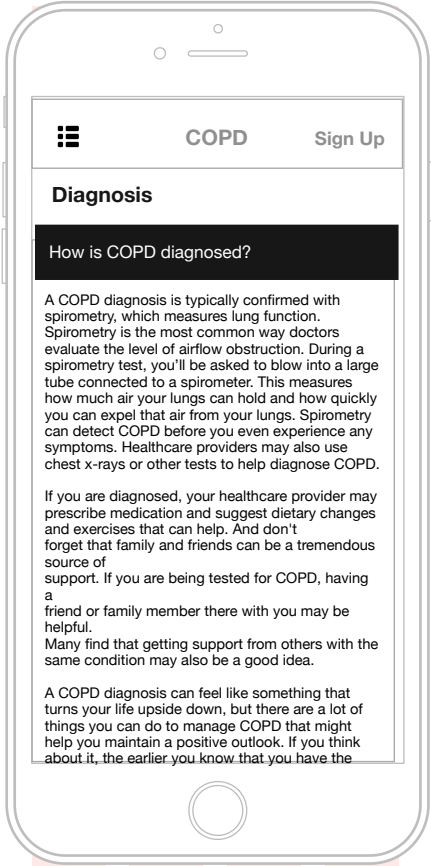 COPD
Sign Up
Diagnosis
How is COPD diagnosed?
A COPD diagnosis is typically confirmed with
spirometry, which measures lung function.
Spirometry is the most common way doctors
evaluate the level of airflow obstruction. During a
spirometry test, you’ll be asked to blow into a large
tube connected to a spirometer. This measures
how much air your lungs can hold and how quickly
you can expel that air from your lungs. Spirometry
can detect COPD before you even experience any
symptoms. Healthcare providers may also use
chest x-rays or other tests to help diagnose COPD.
If you are diagnosed, your healthcare provider may
prescribe medication and suggest dietary changes
and exercises that can help. And don't
forget that family and friends can be a tremendous
source of
support. If you are being tested for COPD, having
a
friend or family member there with you may be
helpful.
Many find that getting support from others with the
same condition may also be a good idea.
A COPD diagnosis can feel like something that
turns your life upside down, but there are a lot of
things you can do to manage COPD that might
help you maintain a positive outlook. If you think
about it, the earlier you know that you have the